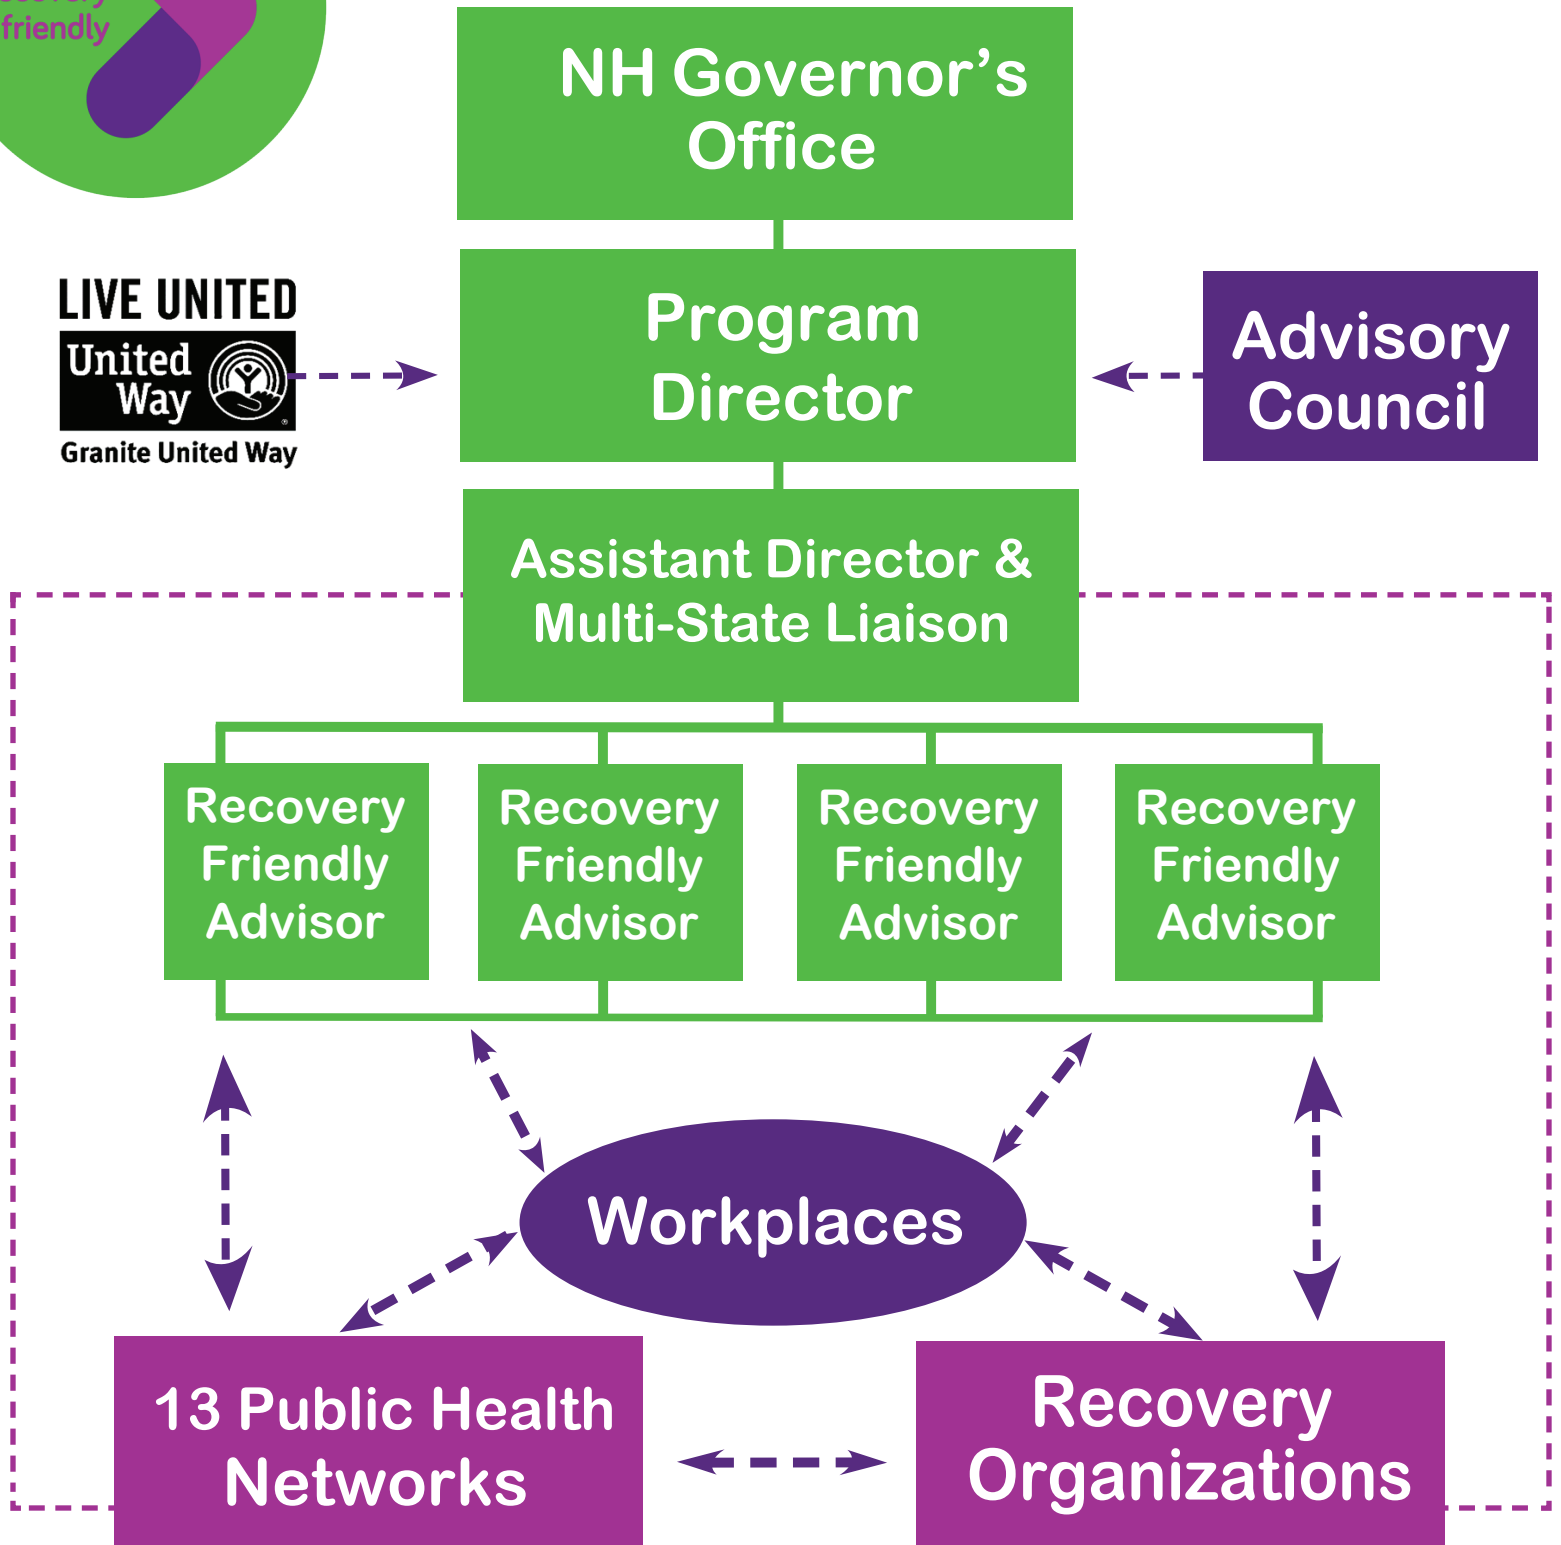 friendly
NH Governor’s
Office
LIVE UNITED
United
Way
®
Granite United Way
Program
Director
Advisory
Council
Assistant Director &
Multi-State Liaison
Recovery
Friendly
Advisor
Recovery
Friendly
Advisor
Recovery
Friendly
Advisor
Recovery
Friendly
Advisor
Workplaces
13 Public Health
Networks
Recovery
Organizations